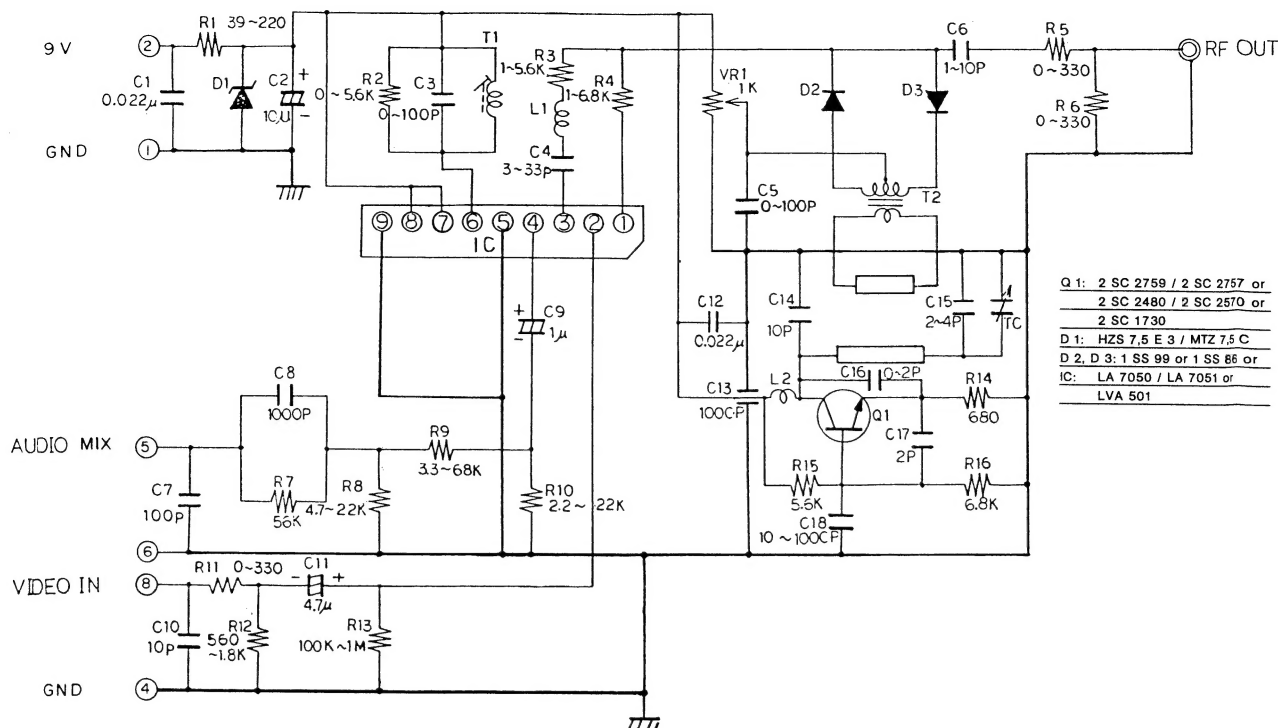 9 V
②
R1 39~220
C1
0.022μ
D1
C2
+
10μ
-
GND
①
R2
0~5.6K
C3
0~100P
T1
R3
1~5.6K
L1
C4
3~33P
R4
1~6.8K
VR1
1K
D2
D3
C6
1~10P
R5
0~330
R6
0~330
RF OUT
C5
0~100P
T2
⑨ ⑧ ⑦ ⑥ ⑤ ④ ③ ② ①
IC
+
C9
1μ
-
C12
0.022μ
C14
10P
C15
2~4P
TC
C13
L2
C16 0~2P
Q1
R14
680
C17
2P
R15
5.6K
R16
6.8K
C18
Q 1: 2 SC 2759 / 2 SC 2757 or
2 SC 2480 / 2 SC 2570 or
2 SC 1730
D 1: HZS 7,5 E 3 / MTZ 7,5 C
D 2, D 3: 1 SS 99 or 1 SS 86 or
IC: LA 7050 / LA 7051 or
LVA 501
AUDIO MIX
⑤
C8
1000P
C7
100P
R7
56K
R8
4.7~22K
R9
3.3~68K
R10
2.2~22K
⑥
VIDEO IN
⑧
R11 0~330
- C11 +
4.7μ
C10
10P
R12
560
~1.8K
R13
100K~1M
GND
④